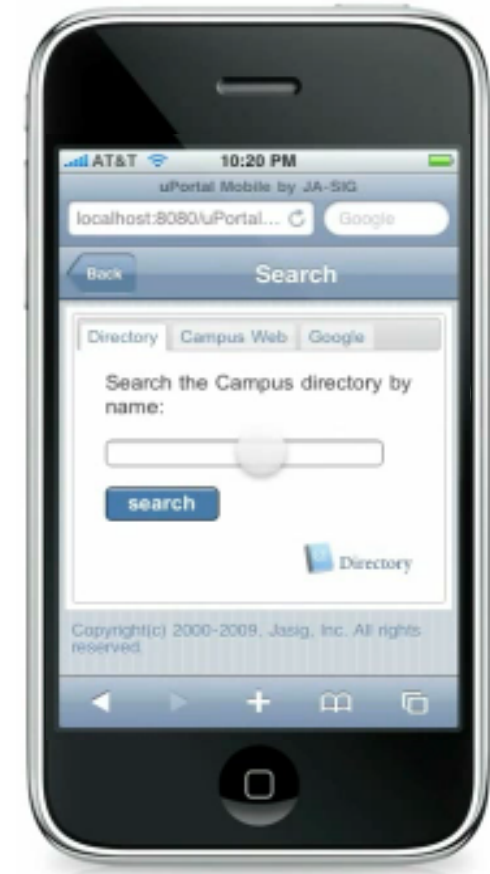 AT&T 10:20 PM
uPortal Mobile by JA-SIG
localhost:8080/uPortal... Google
Back Search
Directory Campus Web Google
Search the Campus directory by
name:
search
Directory
Copyright(c) 2000-2009, Jasig, Inc. All rights
reserved.